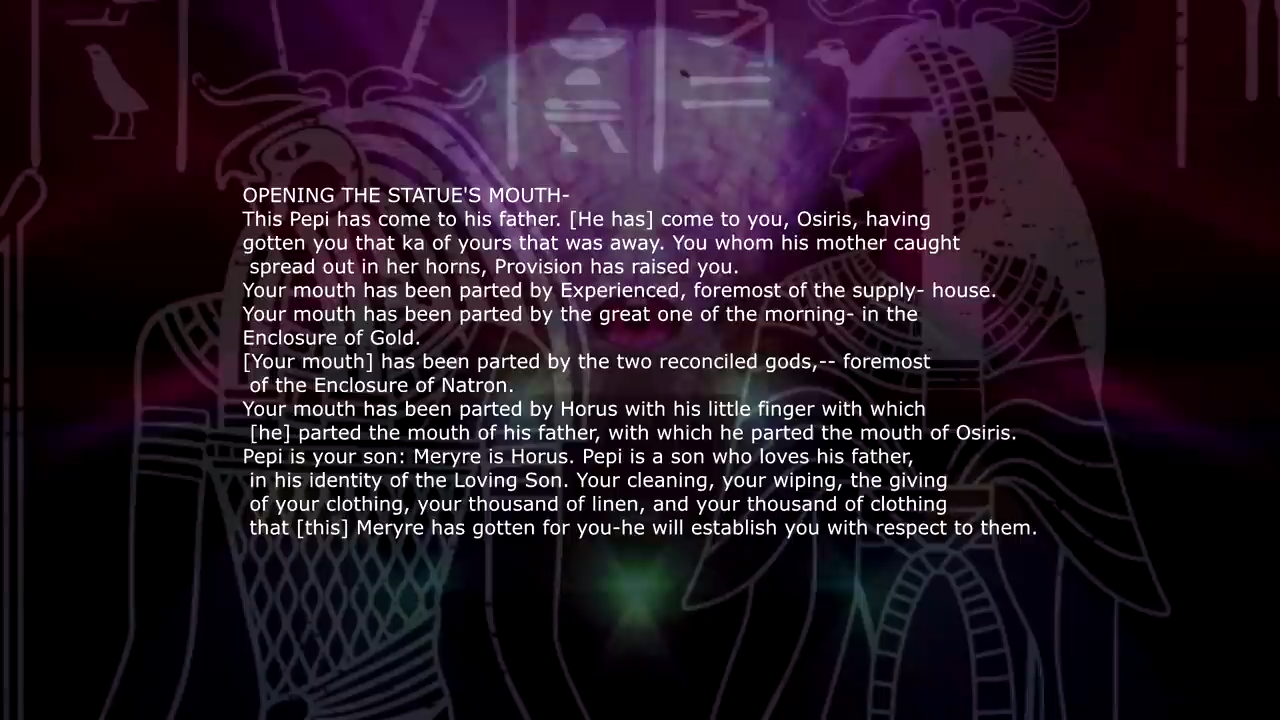 OPENING THE STATUE'S MOUTH-
This Pepi has come to his father. [He has] come to you, Osiris, having
gotten you that ka of yours that was away. You whom his mother caught
spread out in her horns, Provision has raised you.
Your mouth has been parted by Experienced, foremost of the supply- house.
Your mouth has been parted by the great one of the morning- in the
Enclosure of Gold.
[Your mouth] has been parted by the two reconciled gods,-- foremost
of the Enclosure of Natron.
Your mouth has been parted by Horus with his little finger with which
[he] parted the mouth of his father, with which he parted the mouth of Osiris.
Pepi is your son: Meryre is Horus. Pepi is a son who loves his father,
in his identity of the Loving Son. Your cleaning, your wiping, the giving
of your clothing, your thousand of linen, and your thousand of clothing
that [this] Meryre has gotten for you-he will establish you with respect to them.